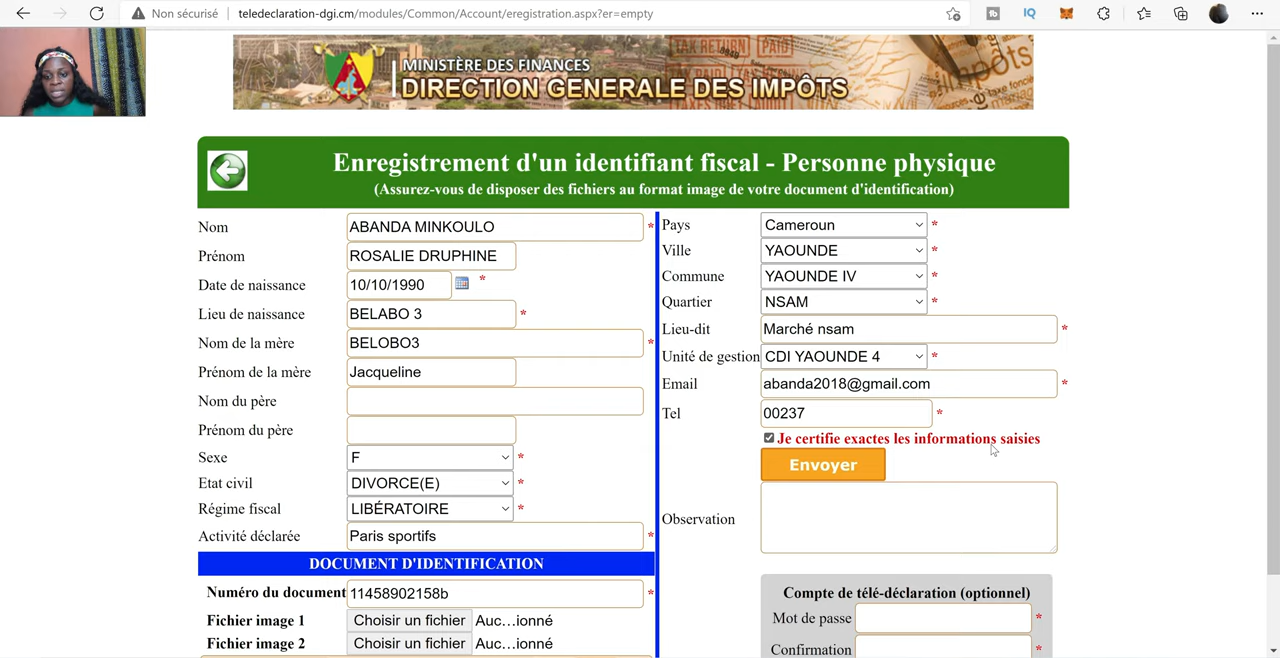 Non sécurisé | teledeclaration-dgi.cm/modules/Common/Account/eregistration.aspx?er=empty
MINISTÈRE DES FINANCES
DIRECTION GENERALE DES IMPÔTS
TAX RETURN
PAID
impôts
Enregistrement d'un identifiant fiscal - Personne physique
(Assurez-vous de disposer des fichiers au format image de votre document d'identification)
Nom ABANDA MINKOULO *
Prénom ROSALIE DRUPHINE
Date de naissance 10/10/1990 *
Lieu de naissance BELABO 3 *
Nom de la mère BELOBO3 *
Prénom de la mère Jacqueline
Nom du père
Prénom du père
Sexe F *
Etat civil DIVORCE(E) *
Régime fiscal LIBÉRATOIRE *
Activité déclarée Paris sportifs *
DOCUMENT D'IDENTIFICATION
Numéro du document 11458902158b *
Fichier image 1 Choisir un fichier Auc...ionné
Fichier image 2 Choisir un fichier Auc...ionné
Pays Cameroun *
Ville YAOUNDE *
Commune YAOUNDE IV *
Quartier NSAM *
Lieu-dit Marché nsam *
Unité de gestion CDI YAOUNDE 4 *
Email abanda2018@gmail.com *
Tel 00237 *
Je certifie exactes les informations saisies
Envoyer
Observation
Compte de télé-déclaration (optionnel)
Mot de passe *
Confirmation *